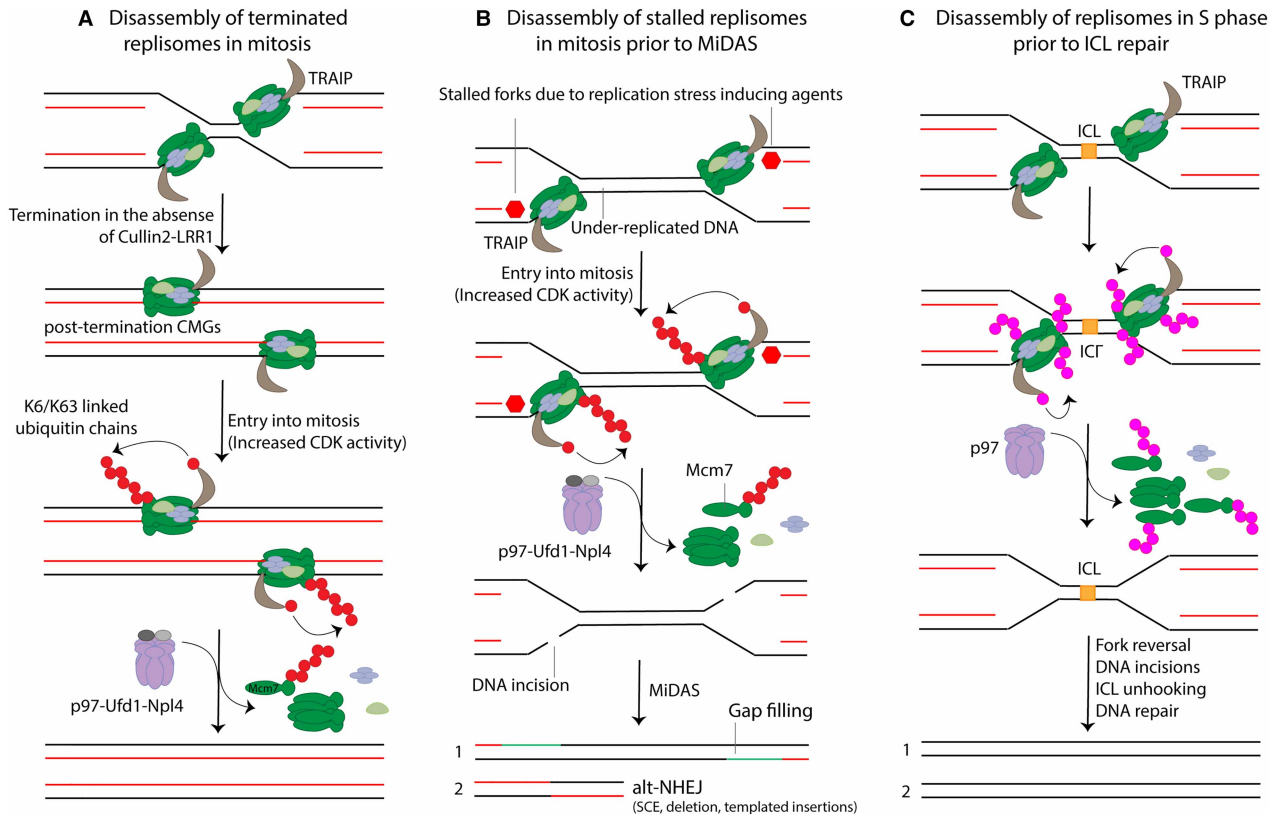 A Disassembly of terminated
replisomes in mitosis
TRAIP
Termination in the absense
of Cullin2-LRR1
post-termination CMGs
K6/K63 linked
ubiquitin chains
Entry into mitosis
(Increased CDK activity)
Mcm7
p97-Ufd1-Npl4
B Disassembly of stalled replisomes
in mitosis prior to MiDAS
Stalled forks due to replication stress inducing agents
Under-replicated DNA
TRAIP
Entry into mitosis
(Increased CDK activity)
Mcm7
p97-Ufd1-Npl4
DNA incision
MiDAS
Gap filling
1
2
alt-NHEJ
(SCE, deletion, templated insertions)
C Disassembly of replisomes in S phase
prior to ICL repair
TRAIP
ICL
ICΓ
p97
ICL
Fork reversal
DNA incisions
ICL unhooking
DNA repair
1
2